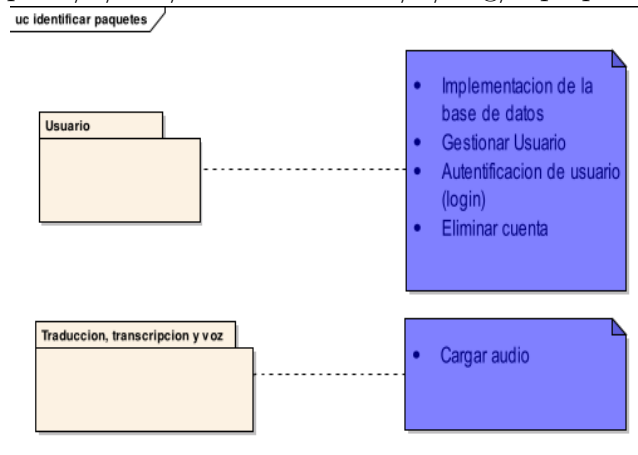 uc identificar paquetes
Usuario
• Implementacion de la
base de datos
• Gestionar Usuario
• Autentificacion de usuario
(login)
• Eliminar cuenta
Traduccion, transcripcion y voz
• Cargar audio